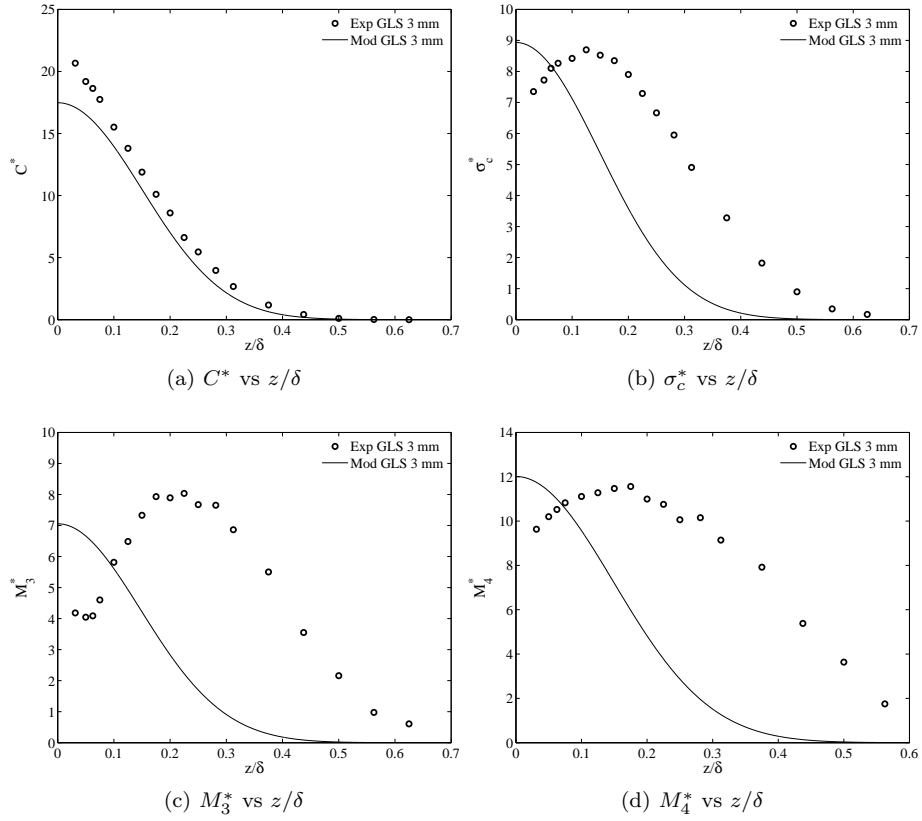 25
20
15
10
5
0
C*
0 0.1 0.2 0.3 0.4 0.5 0.6 0.7
z/δ
Exp GLS 3 mm
Mod GLS 3 mm
(a) C* vs z/δ
10
9
8
7
6
5
4
3
2
1
0
σc*
0 0.1 0.2 0.3 0.4 0.5 0.6 0.7
z/δ
Exp GLS 3 mm
Mod GLS 3 mm
(b) σc* vs z/δ
10
9
8
7
6
5
4
3
2
1
0
M3*
0 0.1 0.2 0.3 0.4 0.5 0.6 0.7
z/δ
Exp GLS 3 mm
Mod GLS 3 mm
(c) M3* vs z/δ
14
12
10
8
6
4
2
0
M4*
0 0.1 0.2 0.3 0.4 0.5 0.6
z/δ
Exp GLS 3 mm
Mod GLS 3 mm
(d) M4* vs z/δ